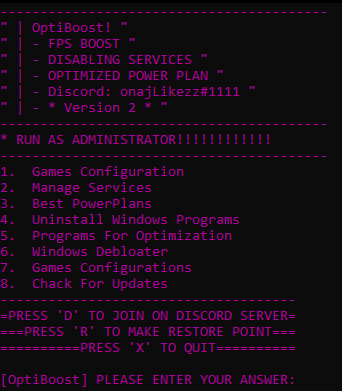 -----------------------------------------
" | OptiBoost! "
" | - FPS BOOST "
" | - DISABLING SERVICES "
" | - OPTIMIZED POWER PLAN "
" | - Discord: onajLikezz#1111 "
" | - * Version 2 * "
-----------------------------------------
* RUN AS ADMINISTRATOR!!!!!!!!!!!!
-----------------------------------------
1.  Games Configuration
2.  Manage Services
3.  Best PowerPlans
4.  Uninstall Windows Programs
5.  Programs For Optimization
6.  Windows Debloater
7.  Games Configurations
8.  Chack For Updates
-------------------------------------
=PRESS 'D' TO JOIN ON DISCORD SERVER=
===PRESS 'R' TO MAKE RESTORE POINT===
==========PRESS 'X' TO QUIT==========
[OptiBoost] PLEASE ENTER YOUR ANSWER: